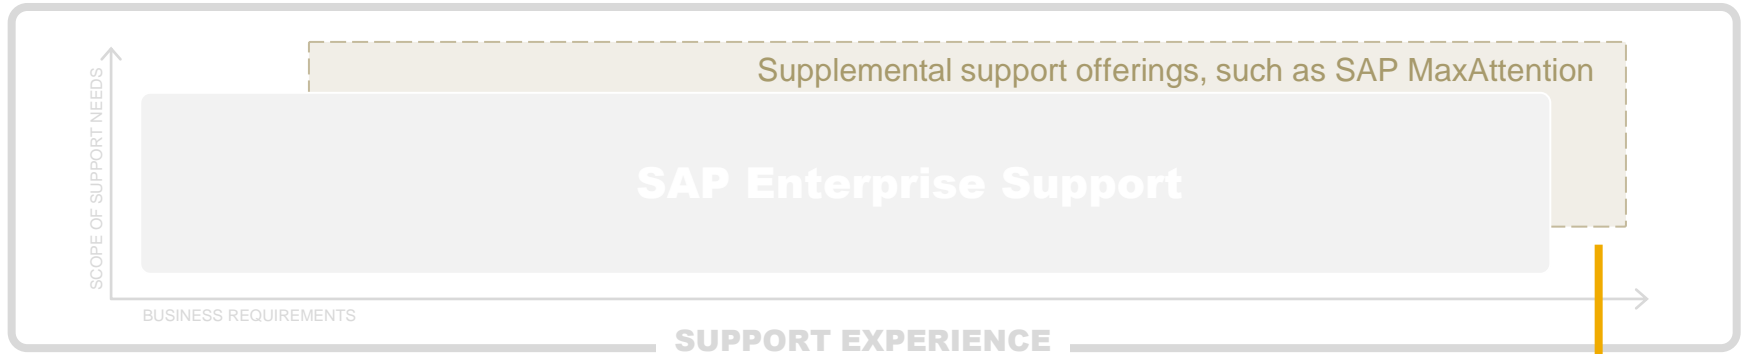 Supplemental support offerings, such as SAP MaxAttention
SCOPE OF SUPPORT NEEDS
SAP Enterprise Support
BUSINESS REQUIREMENTS
SUPPORT EXPERIENCE